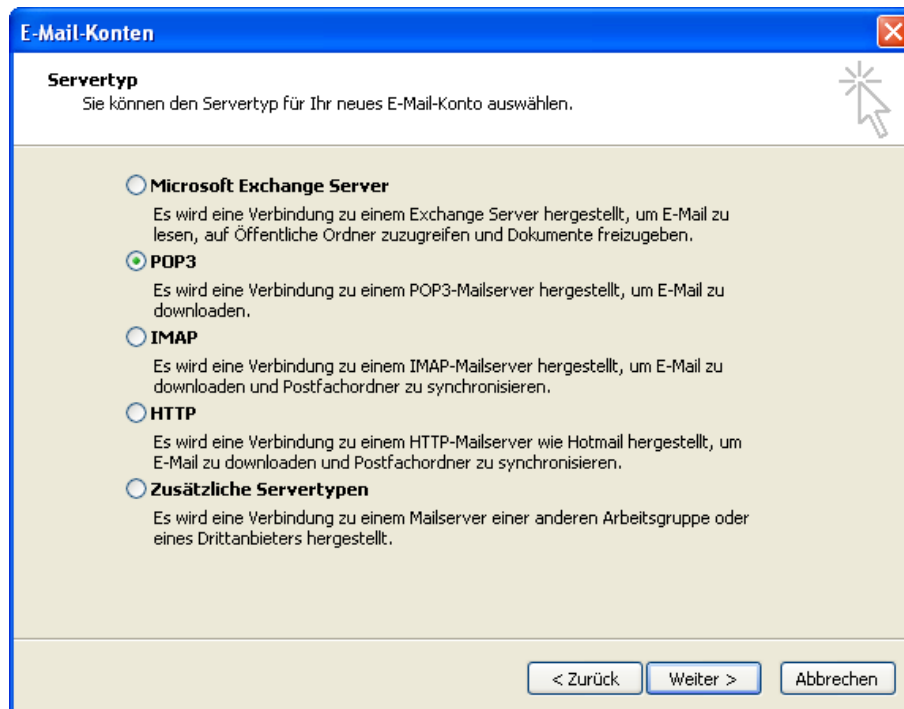 E-Mail-Konten
Servertyp
Sie können den Servertyp für Ihr neues E-Mail-Konto auswählen.
Microsoft Exchange Server
Es wird eine Verbindung zu einem Exchange Server hergestellt, um E-Mail zu
lesen, auf Öffentliche Ordner zuzugreifen und Dokumente freizugeben.
POP3
Es wird eine Verbindung zu einem POP3-Mailserver hergestellt, um E-Mail zu
downloaden.
IMAP
Es wird eine Verbindung zu einem IMAP-Mailserver hergestellt, um E-Mail zu
downloaden und Postfachordner zu synchronisieren.
HTTP
Es wird eine Verbindung zu einem HTTP-Mailserver wie Hotmail hergestellt, um
E-Mail zu downloaden und Postfachordner zu synchronisieren.
Zusätzliche Servertypen
Es wird eine Verbindung zu einem Mailserver einer anderen Arbeitsgruppe oder
eines Drittanbieters hergestellt.
< Zurück Weiter > Abbrechen